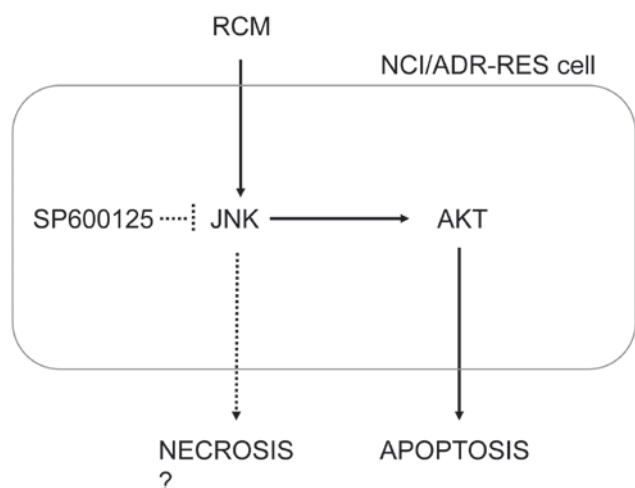 RCM
NCI/ADR-RES cell
SP600125
JNK
AKT
NECROSIS
?
APOPTOSIS